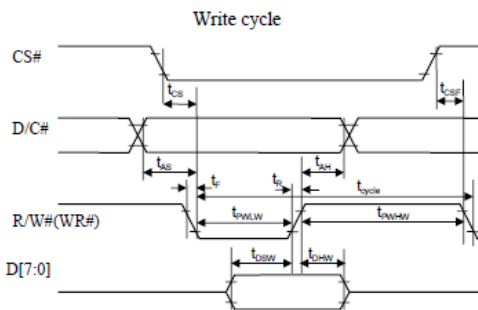 Write cycle
CS#
tCS
tCSF
D/C#
tAS
tF
tR
tAH
tcycle
R/W#(WR#)
tPWLW
tPWHW
D[7:0]
tDSW
tDHW